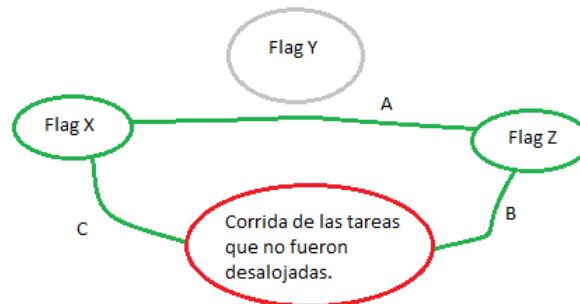 Flag Y
A
Flag X
Flag Z
Corrida de las tareas
que no fueron
desalojadas.
B
C